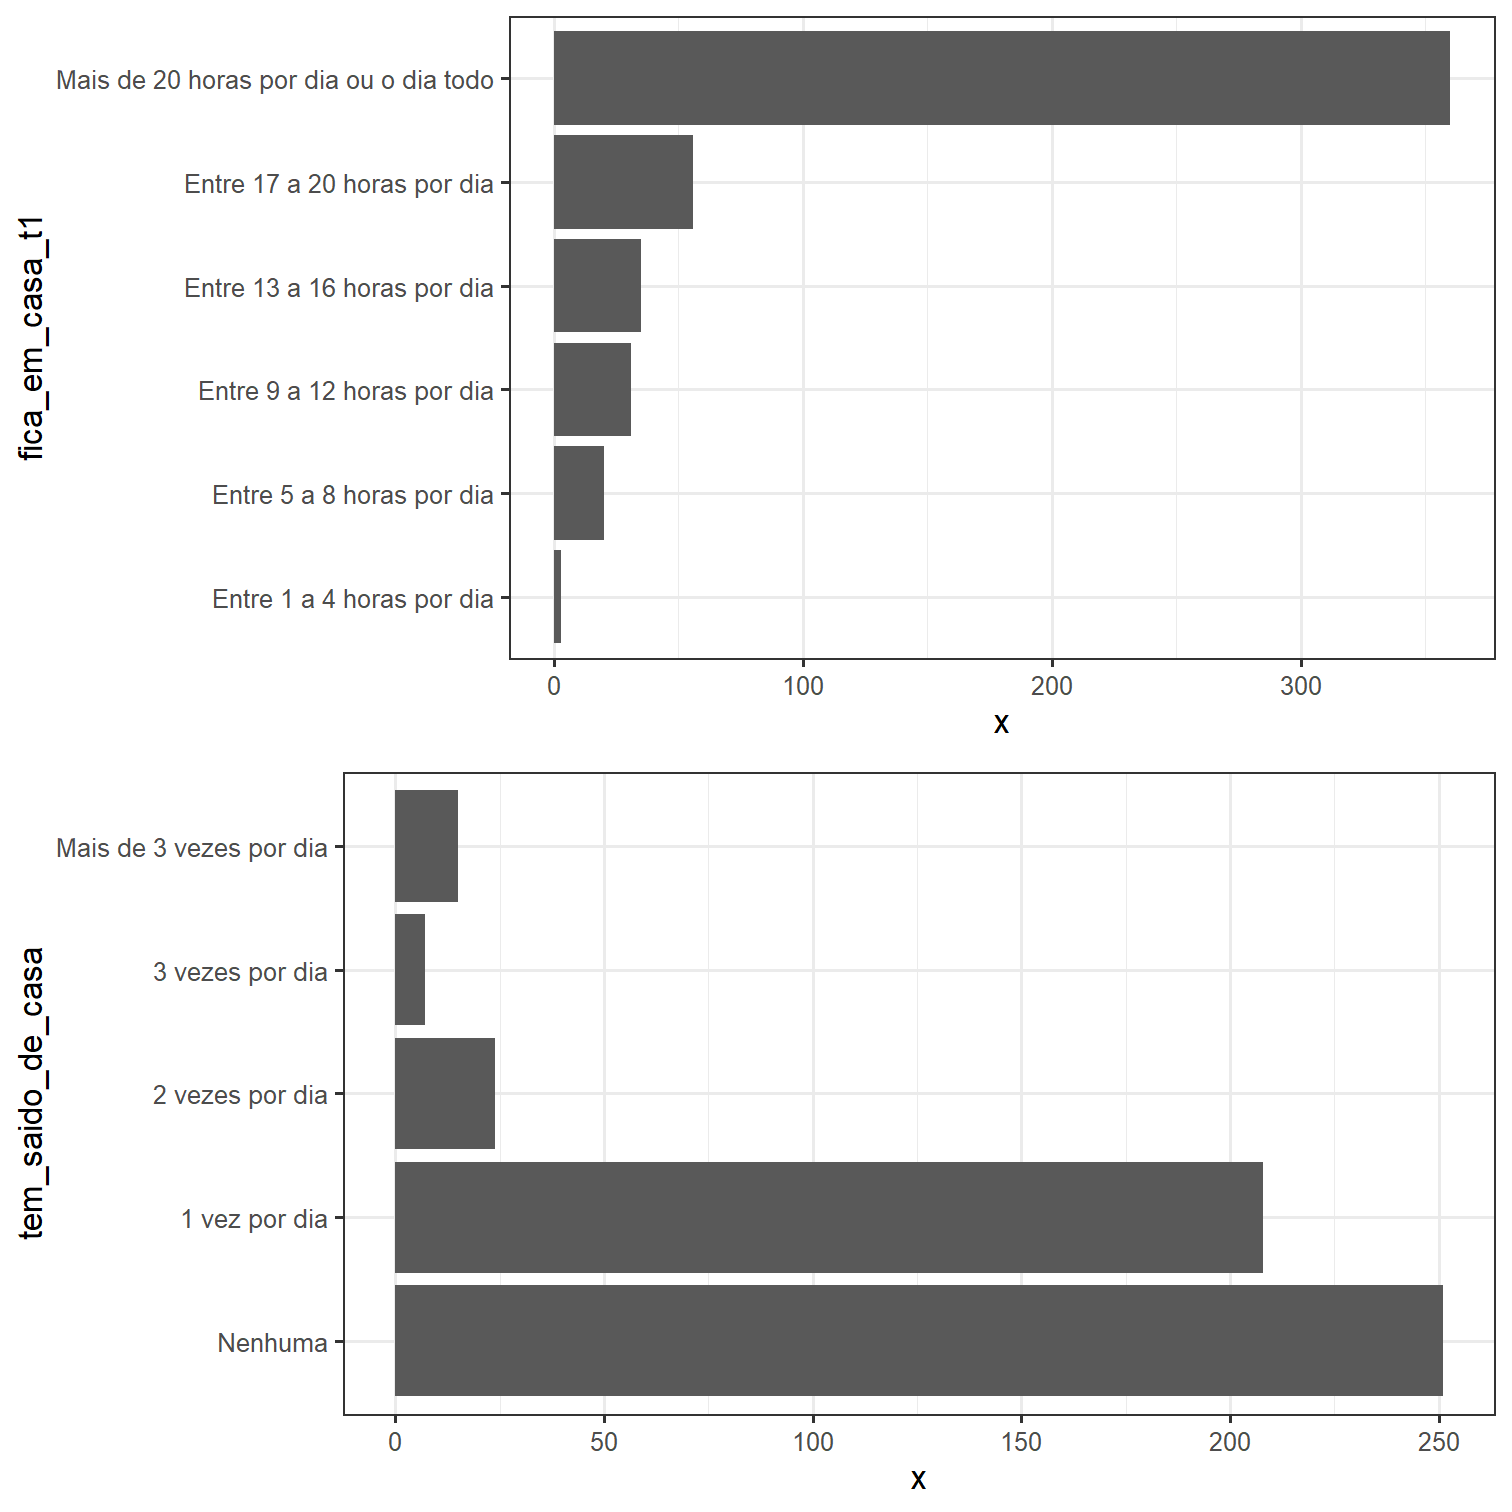 fica_em_casa_t1
Mais de 20 horas por dia ou o dia todo
Entre 17 a 20 horas por dia
Entre 13 a 16 horas por dia
Entre 9 a 12 horas por dia
Entre 5 a 8 horas por dia
Entre 1 a 4 horas por dia
0 100 200 300
x
tem_saido_de_casa
Mais de 3 vezes por dia
3 vezes por dia
2 vezes por dia
1 vez por dia
Nenhuma
0 50 100 150 200 250
x